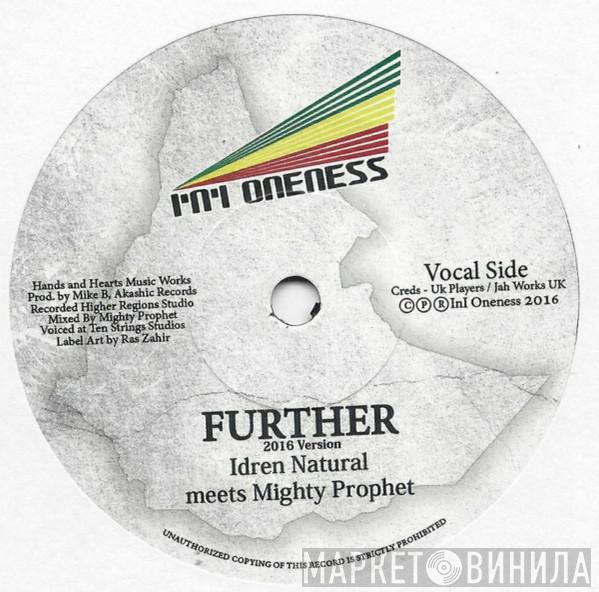 I'N'I ONENESS
Hands and Hearts Music Works
Prod. by Mike B, Akashic Records
Recorded Higher Regions Studio
Mixed By Mighty Prophet
Voiced at Ten Strings Studios
Label Art by Ras Zahir
Vocal Side
Creds - Uk Players / Jah Works UK
ⒸⓅⓇInI Oneness 2016
FURTHER
2016 Version
Idren Natural
meets Mighty Prophet
UNAUTHORIZED COPYING OF THIS RECORD IS STRICTLY PROHIBITED
МАРКЕТ ВИНИЛА